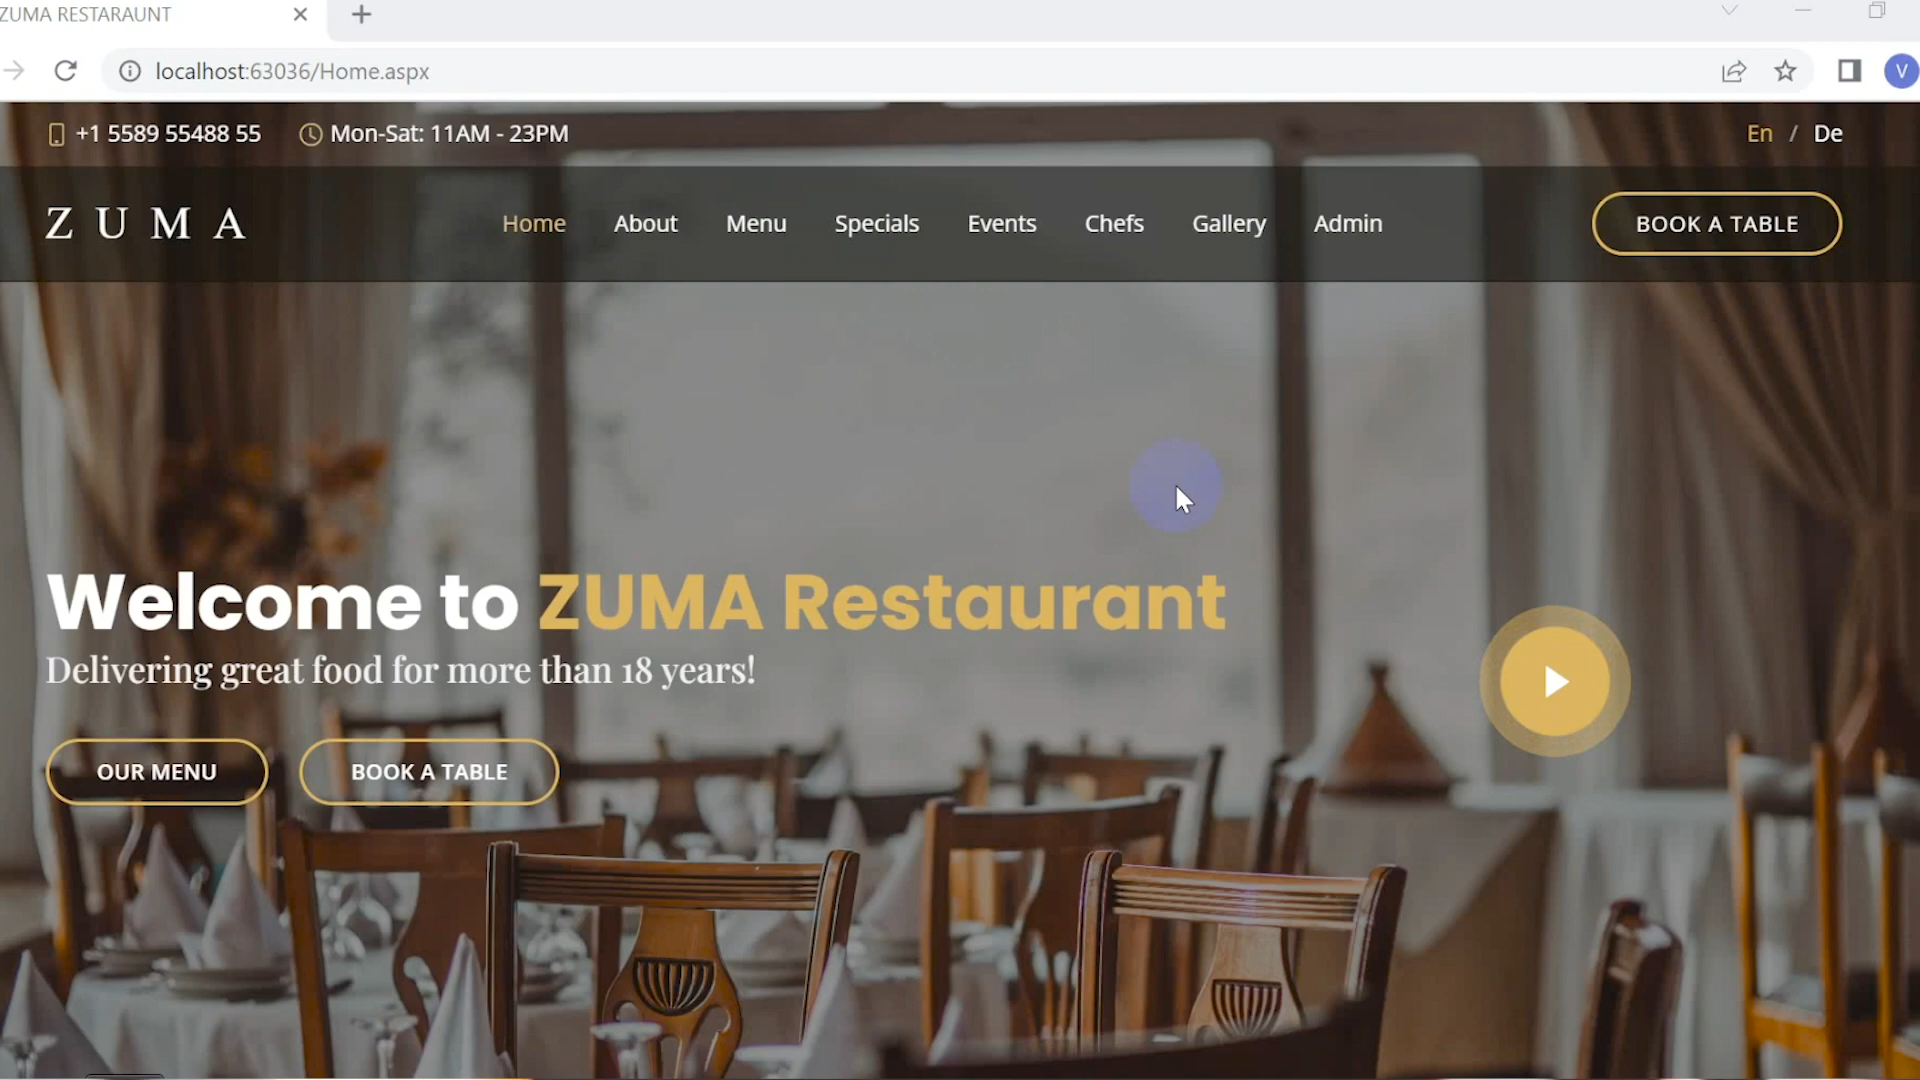 ZUMA RESTARAUNT
localhost:63036/Home.aspx
V
+1 5589 55488 55
Mon-Sat: 11AM - 23PM
En / De
ZUMA
Home
About
Menu
Specials
Events
Chefs
Gallery
Admin
BOOK A TABLE
Welcome to ZUMA Restaurant
Delivering great food for more than 18 years!
OUR MENU
BOOK A TABLE